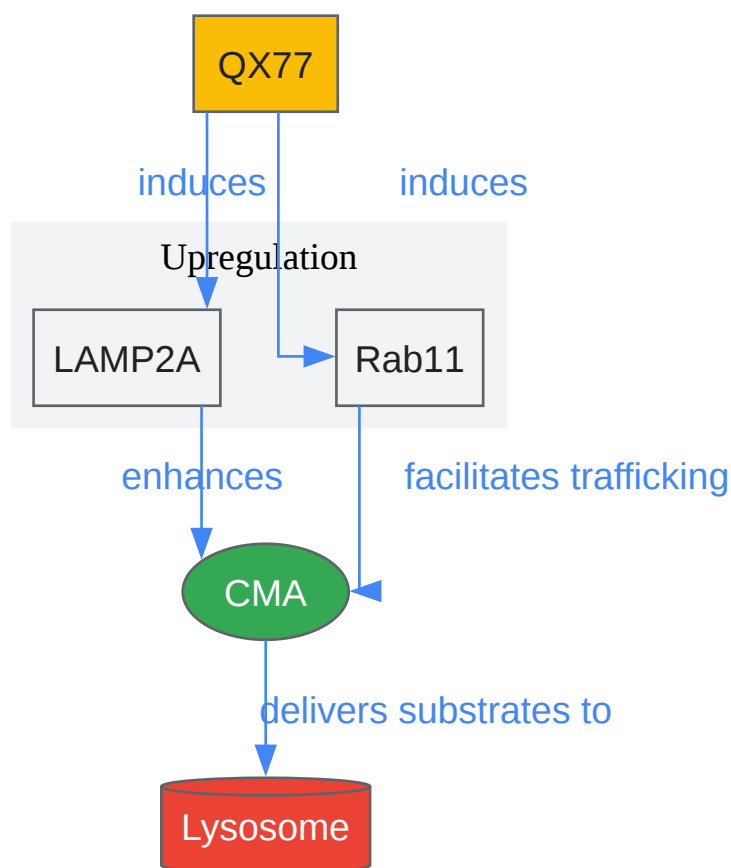 QX77
induces
induces
Upregulation
LAMP2A
Rab11
enhances
facilitates trafficking
CMA
delivers substrates to
Lysosome